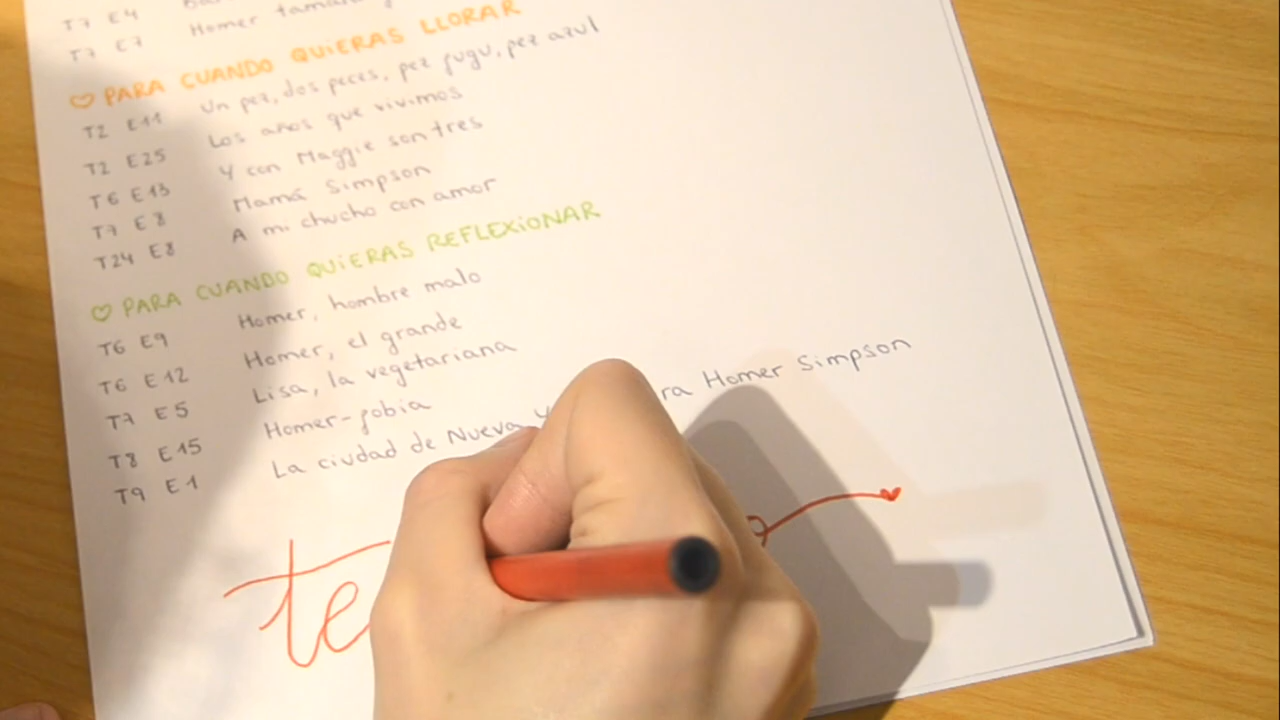 T7 E4
T7 E7 Homer
♡ PARA CUANDO QUiERAS LLORAR
T2 E11 Un pez, dos peces, pez fugu, pez azul
T2 E25 Los años que vivimos
T6 E13 Y con Maggie son tres
T7 E8 Mamá Simpson
T24 E8 A mi chucho con amor
♡ PARA CUANDO QUiERAS REFLEXiONAR
T6 E9 Homer, hombre malo
T6 E12 Homer, el grande
T7 E5 Lisa, la vegetariana
T8 E15 Homer-fobia
T9 E1 La ciudad de Nueva Y ra Homer Simpson
te